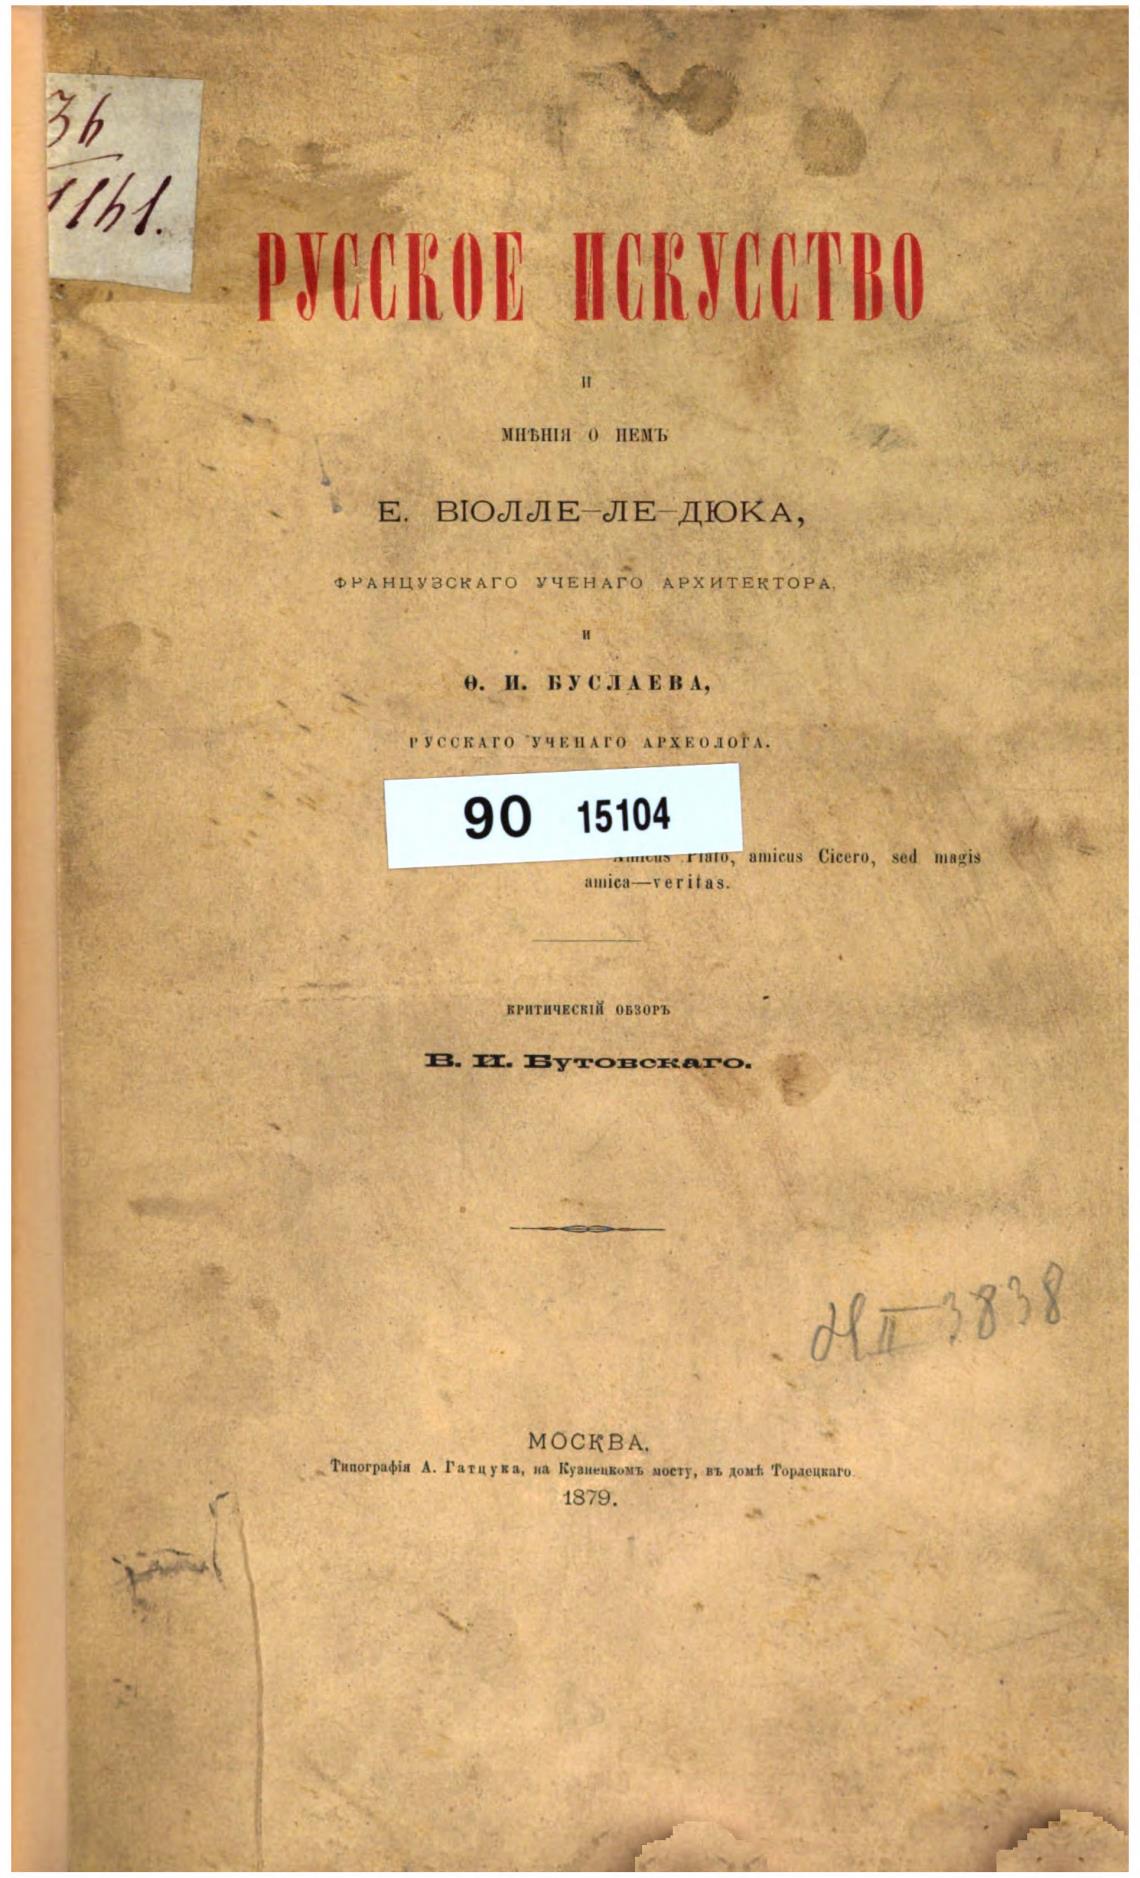 36
1161.
РУССКОЕ ИСКУССТВО
И
МНѢНІЯ О НЕМЪ
Е. ВІОЛЛЕ-ЛЕ-ДЮКА,
ФРАНЦУЗСКАГО УЧЕНАГО АРХИТЕКТОРА,
И
Ѳ. И. БУСЛАЕВА,
РУССКАГО УЧЕНАГО АРХЕОЛОГА.
90 15104
Amicus Plato, amicus Cicero, sed magis
amica—veritas.
КРИТИЧЕСКІЙ ОБЗОРЪ
В. И. Бутовскаго.
II 3838
МОСКВА.
Типографія А. Гатцука, на Кузнецкомъ мосту, въ домѣ Торлецкаго.
1879.